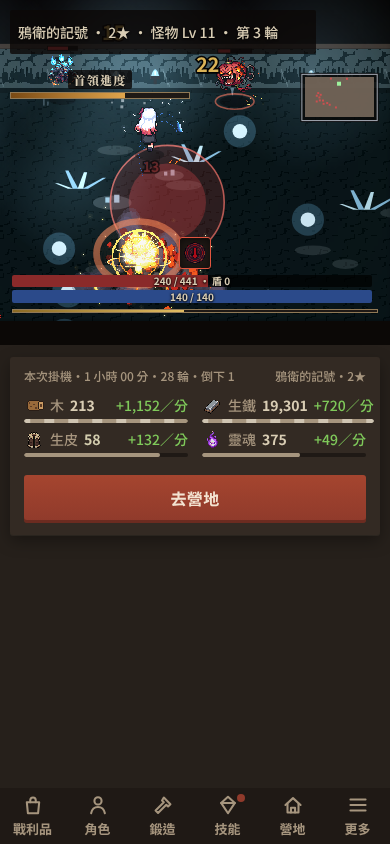 鴉衛的記號 · 2★ · 怪物 Lv 11 · 第 3 輪
22
首領進度
13
240 / 441 · 盾 0
140 / 140
本次掛機 · 1 小時 00 分 · 28 輪 · 倒下 1
鴉衛的記號 · 2★
木 213 +1,152／分
生鐵 19,301 +720／分
生皮 58 +132／分
靈魂 375 +49／分
去營地
戰利品
角色
鍛造
技能
營地
更多